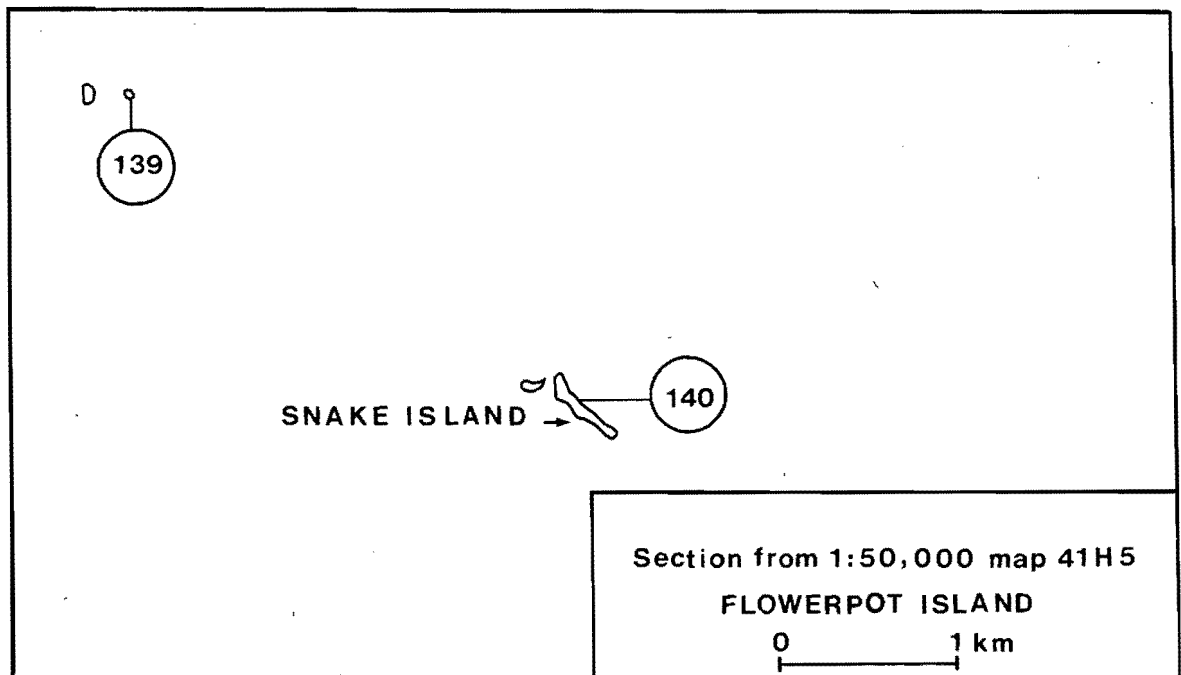 139
140
SNAKE ISLAND
Section from 1:50,000 map 41H5
FLOWERPOT ISLAND
0 1 km